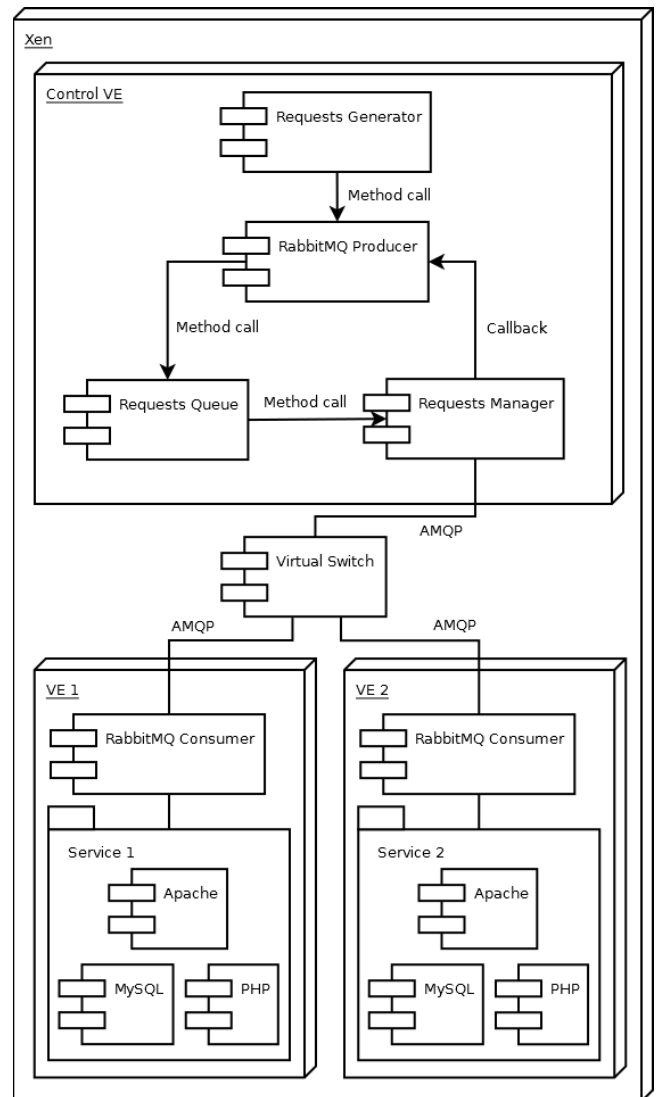 Xen
Control VE
Requests Generator
Method call
RabbitMQ Producer
Method call
Callback
Requests Queue
Method call
Requests Manager
AMQP
Virtual Switch
AMQP
AMQP
VE 1
RabbitMQ Consumer
Service 1
Apache
MySQL
PHP
VE 2
RabbitMQ Consumer
Service 2
Apache
MySQL
PHP